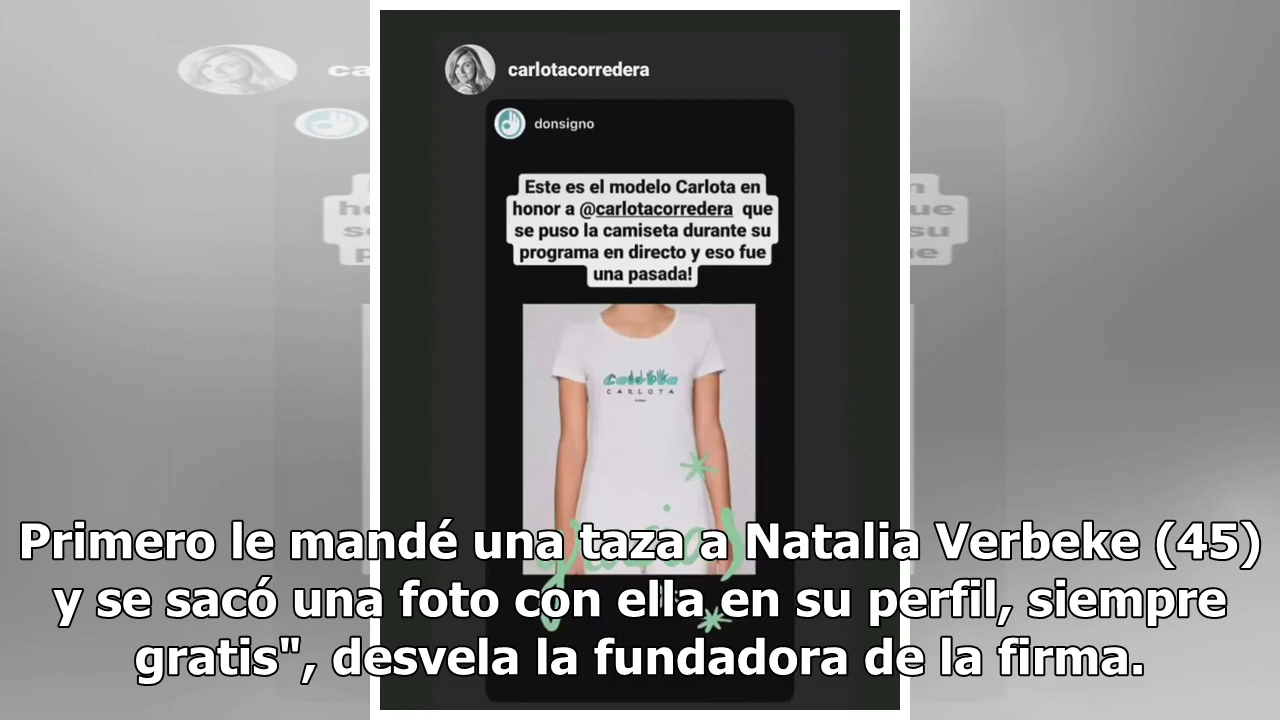 carlotacorredera
donsigno
Este es el modelo Carlota en
honor a @carlotacorredera que
se puso la camiseta durante su
programa en directo y eso fue
una pasada!
CARLOTA
gracias
Primero le mandé una taza a Natalia Verbeke (45)
y se sacó una foto con ella en su perfil, siempre
gratis", desvela la fundadora de la firma.